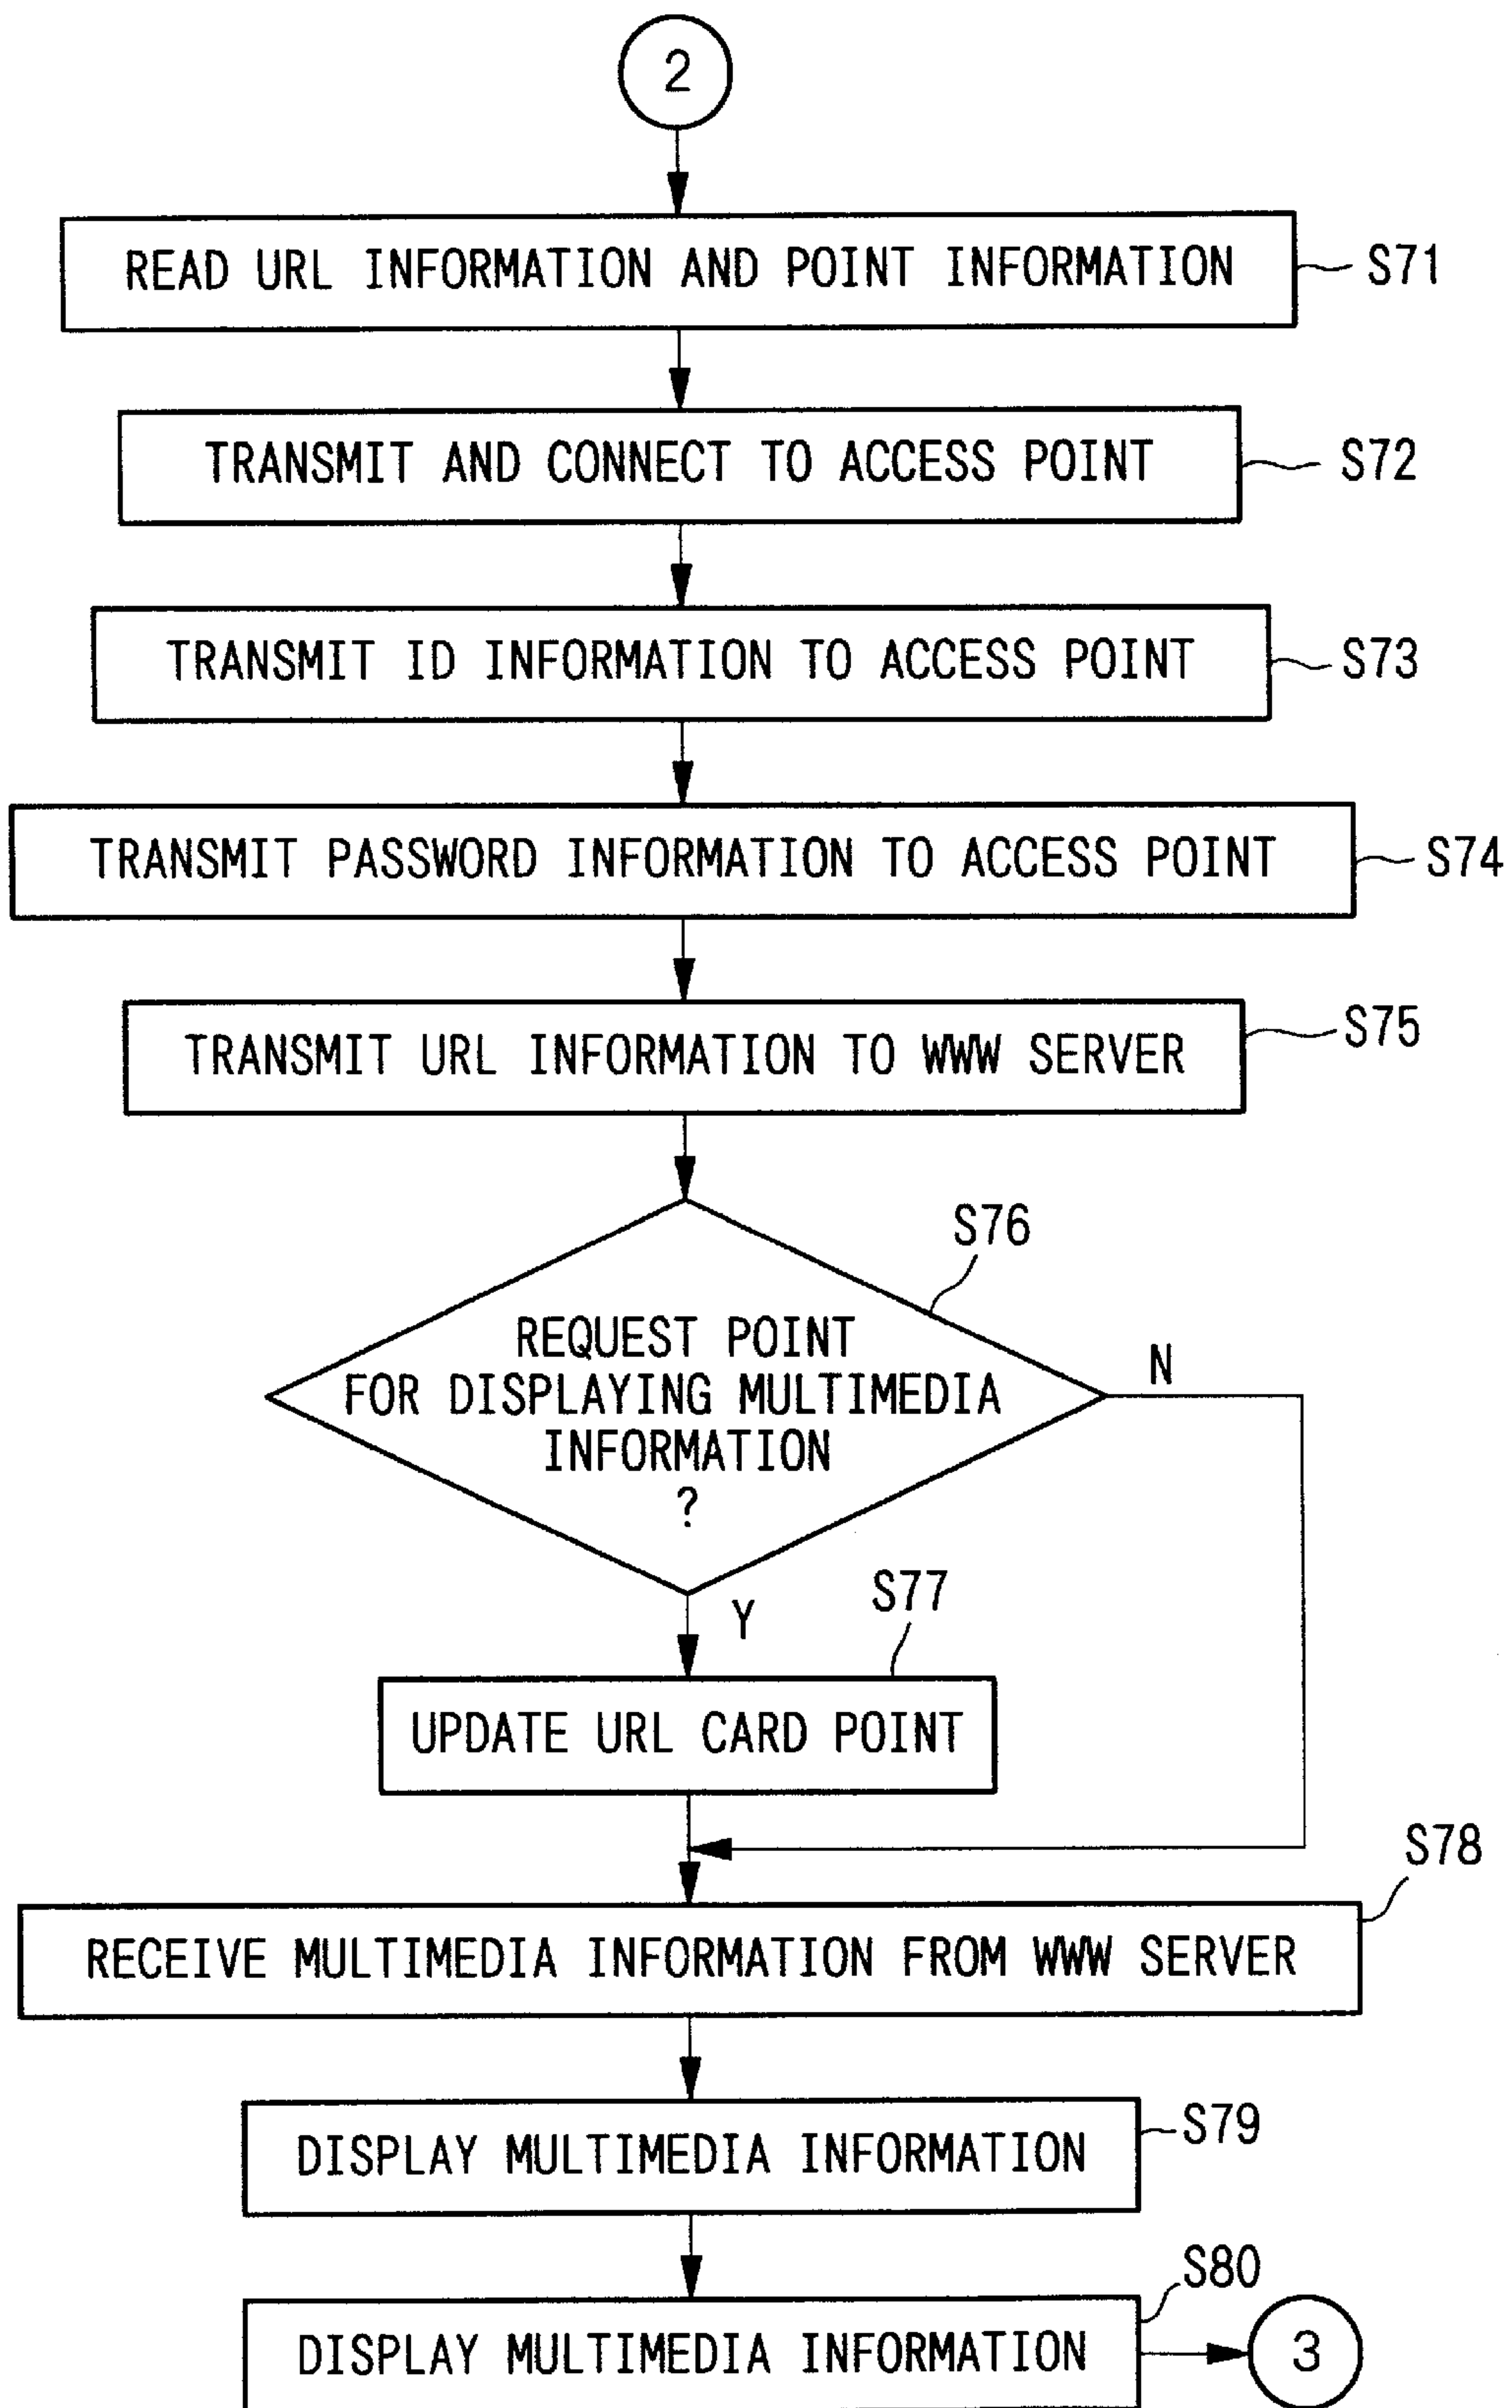 2
READ URL INFORMATION AND POINT INFORMATION
S71
TRANSMIT AND CONNECT TO ACCESS POINT
S72
TRANSMIT ID INFORMATION TO ACCESS POINT
S73
TRANSMIT PASSWORD INFORMATION TO ACCESS POINT
S74
TRANSMIT URL INFORMATION TO WWW SERVER
S75
S76
REQUEST POINT
FOR DISPLAYING MULTIMEDIA
INFORMATION
?
N
Y
S77
UPDATE URL CARD POINT
S78
RECEIVE MULTIMEDIA INFORMATION FROM WWW SERVER
DISPLAY MULTIMEDIA INFORMATION
S79
S80
DISPLAY MULTIMEDIA INFORMATION
3